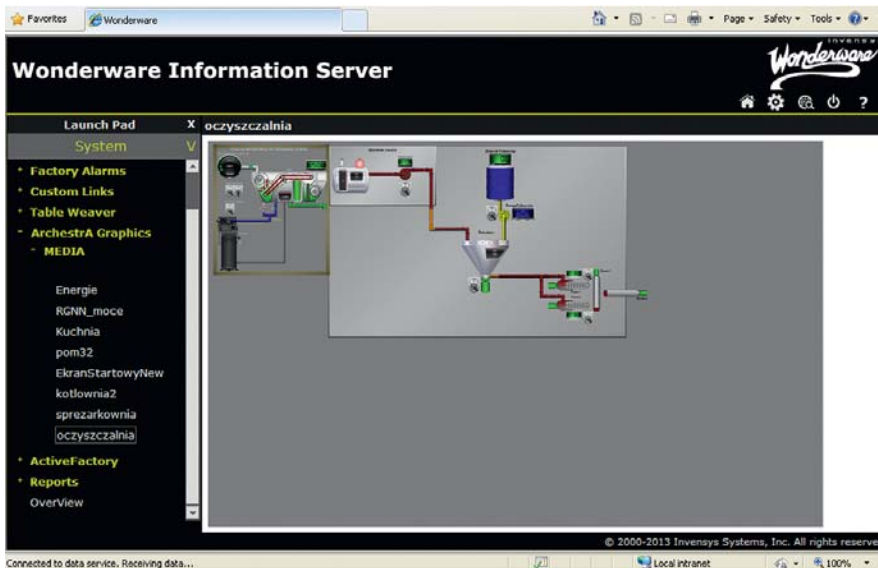 Favorites Wonderware Page Safety Tools
invensys
Wonderware
Wonderware Information Server
Launch Pad X oczyszczalnia
System V
+ Factory Alarms
+ Custom Links
+ Table Weaver
- ArchestrA Graphics
- MEDIA
Energie
RGNN_moce
Kuchnia
pom32
EkranStartowyNew
kotlownia2
sprezarkownia
oczyszczalnia
+ ActiveFactory
+ Reports
OverView
© 2000-2013 Invensys Systems, Inc. All rights reserve
Connected to data service. Receiving data... Local intranet 100%